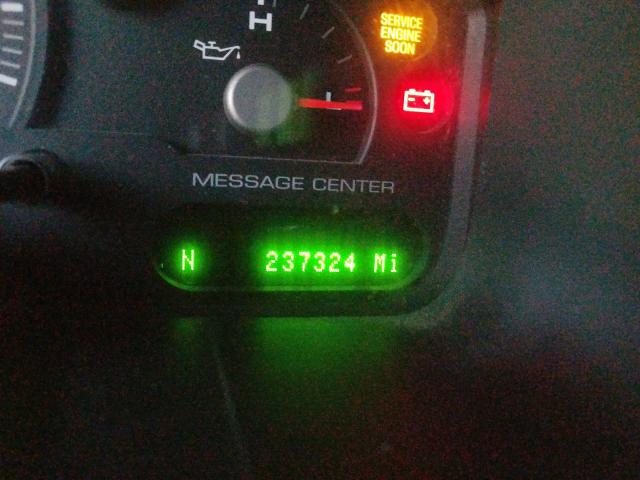 H
SERVICE
ENGINE
SOON
L
MESSAGE CENTER
N 237324 Mi